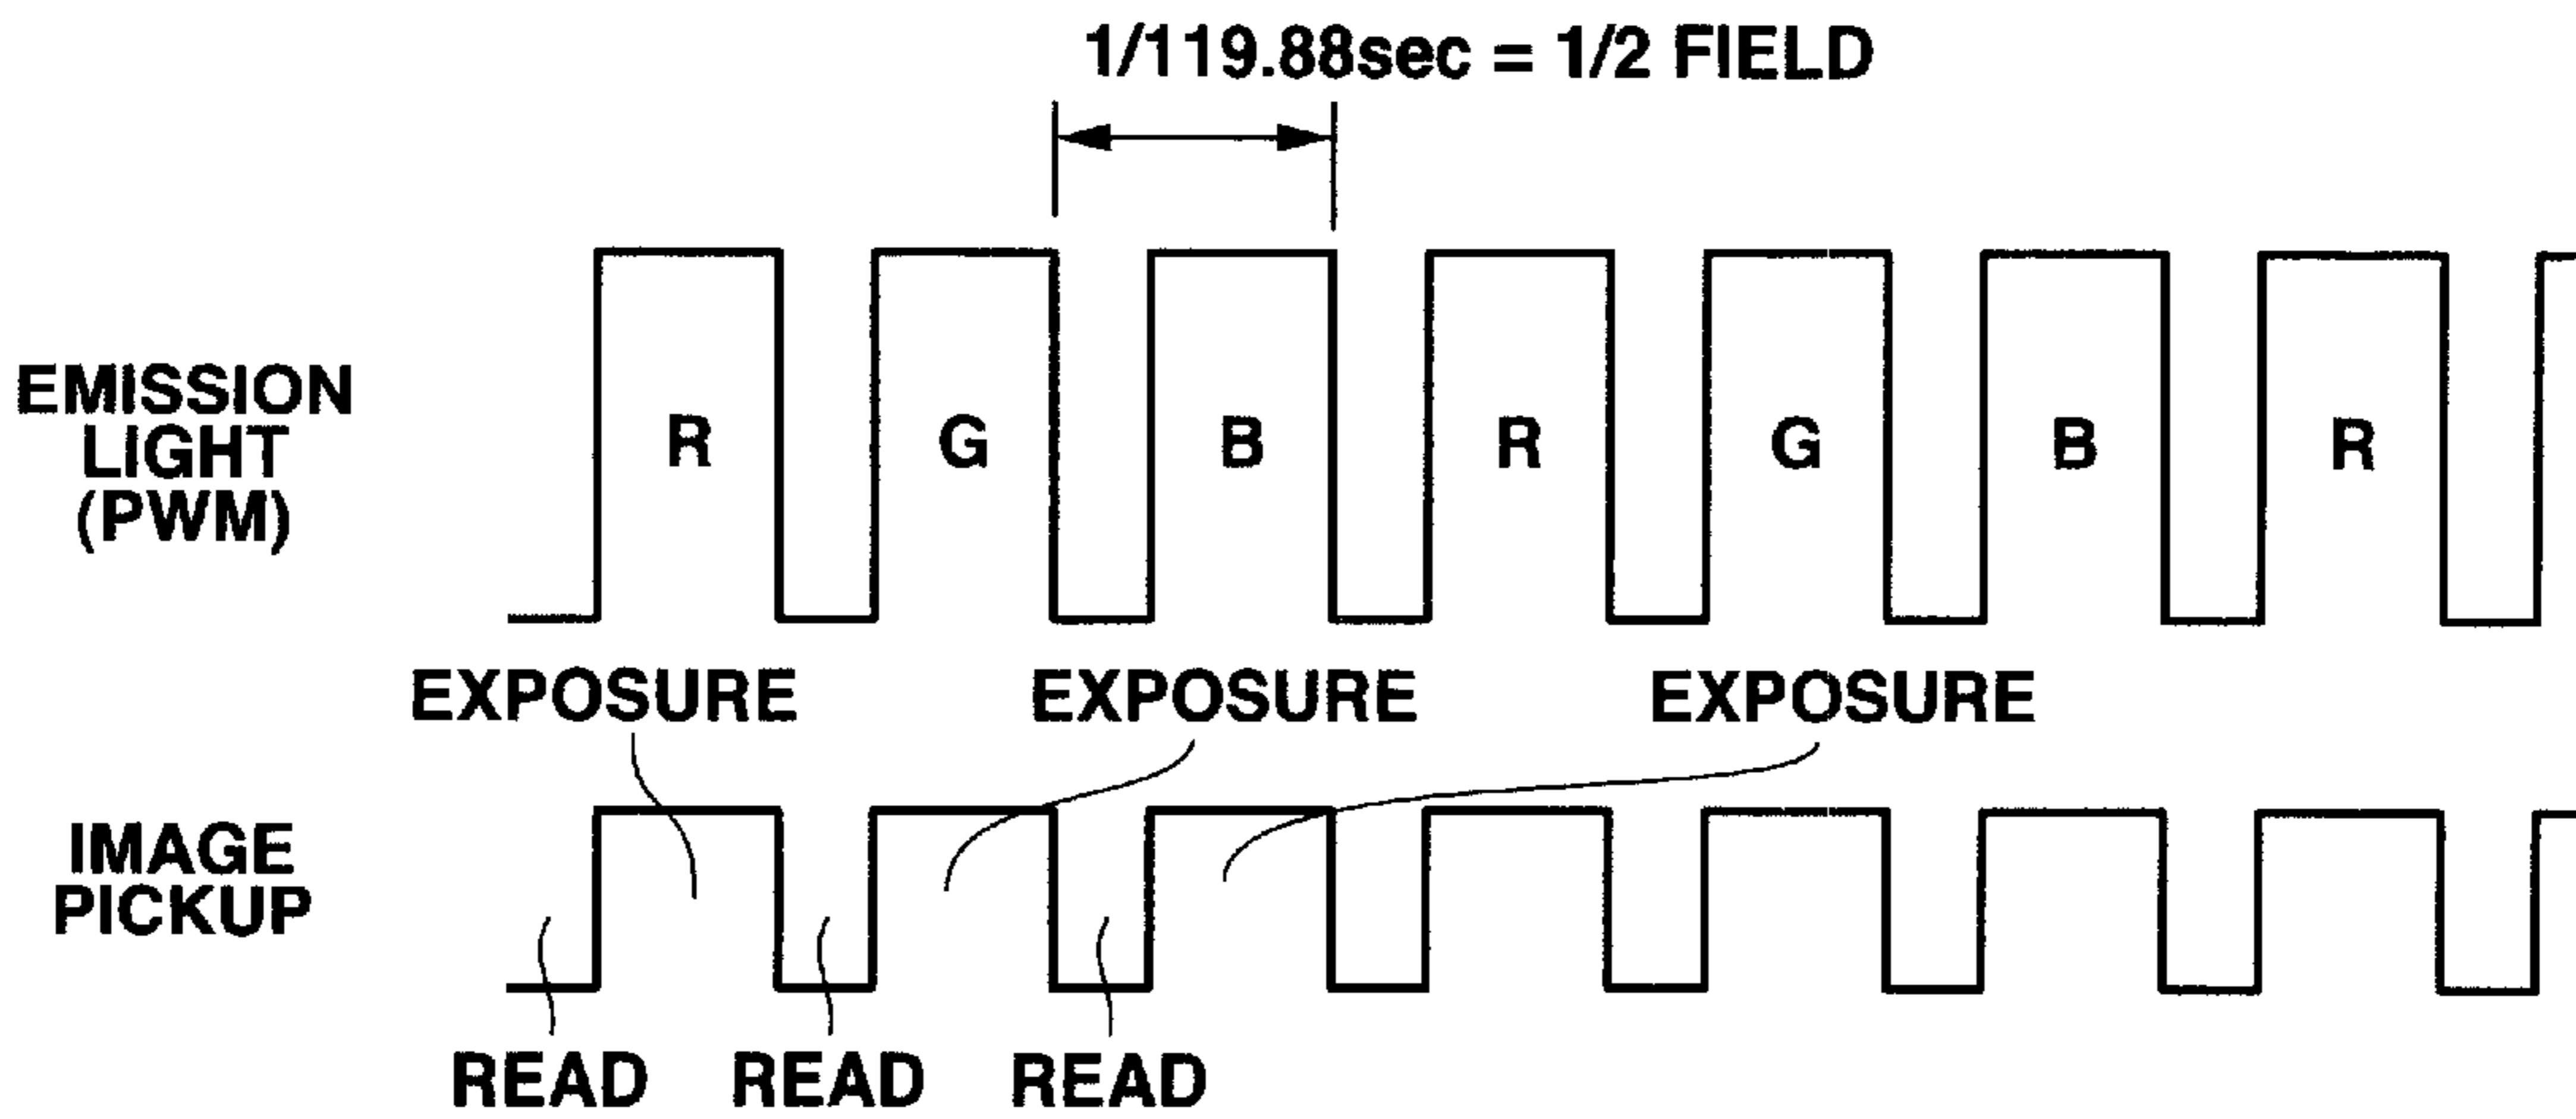 1/119.88sec = 1/2 FIELD
EMISSION
LIGHT
(PWM)
R G B R G B R
EXPOSURE EXPOSURE EXPOSURE
IMAGE
PICKUP
READ READ READ